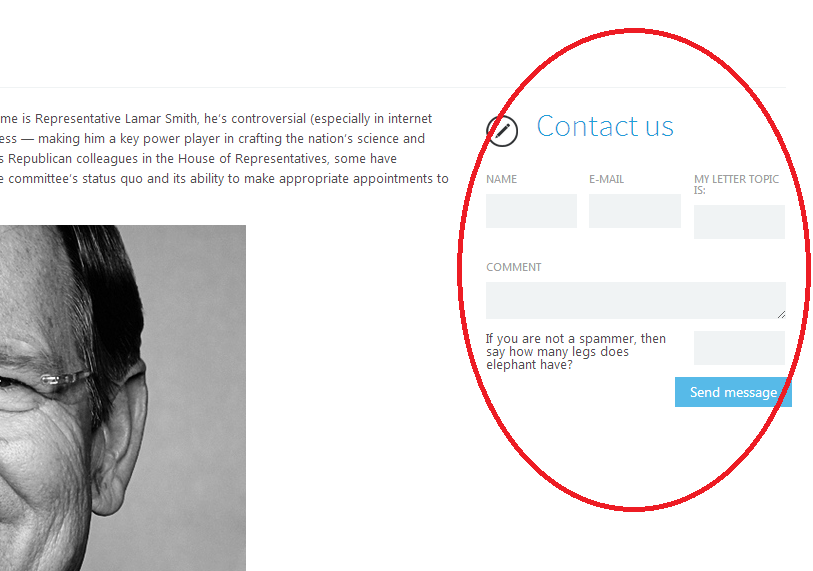 me is Representative Lamar Smith, he's controversial (especially in internet
ess — making him a key power player in crafting the nation's science and
s Republican colleagues in the House of Representatives, some have
e committee's status quo and its ability to make appropriate appointments to
Contact us
NAME
E-MAIL
MY LETTER TOPIC
IS:
COMMENT
If you are not a spammer, then
say how many legs does
elephant have?
Send message